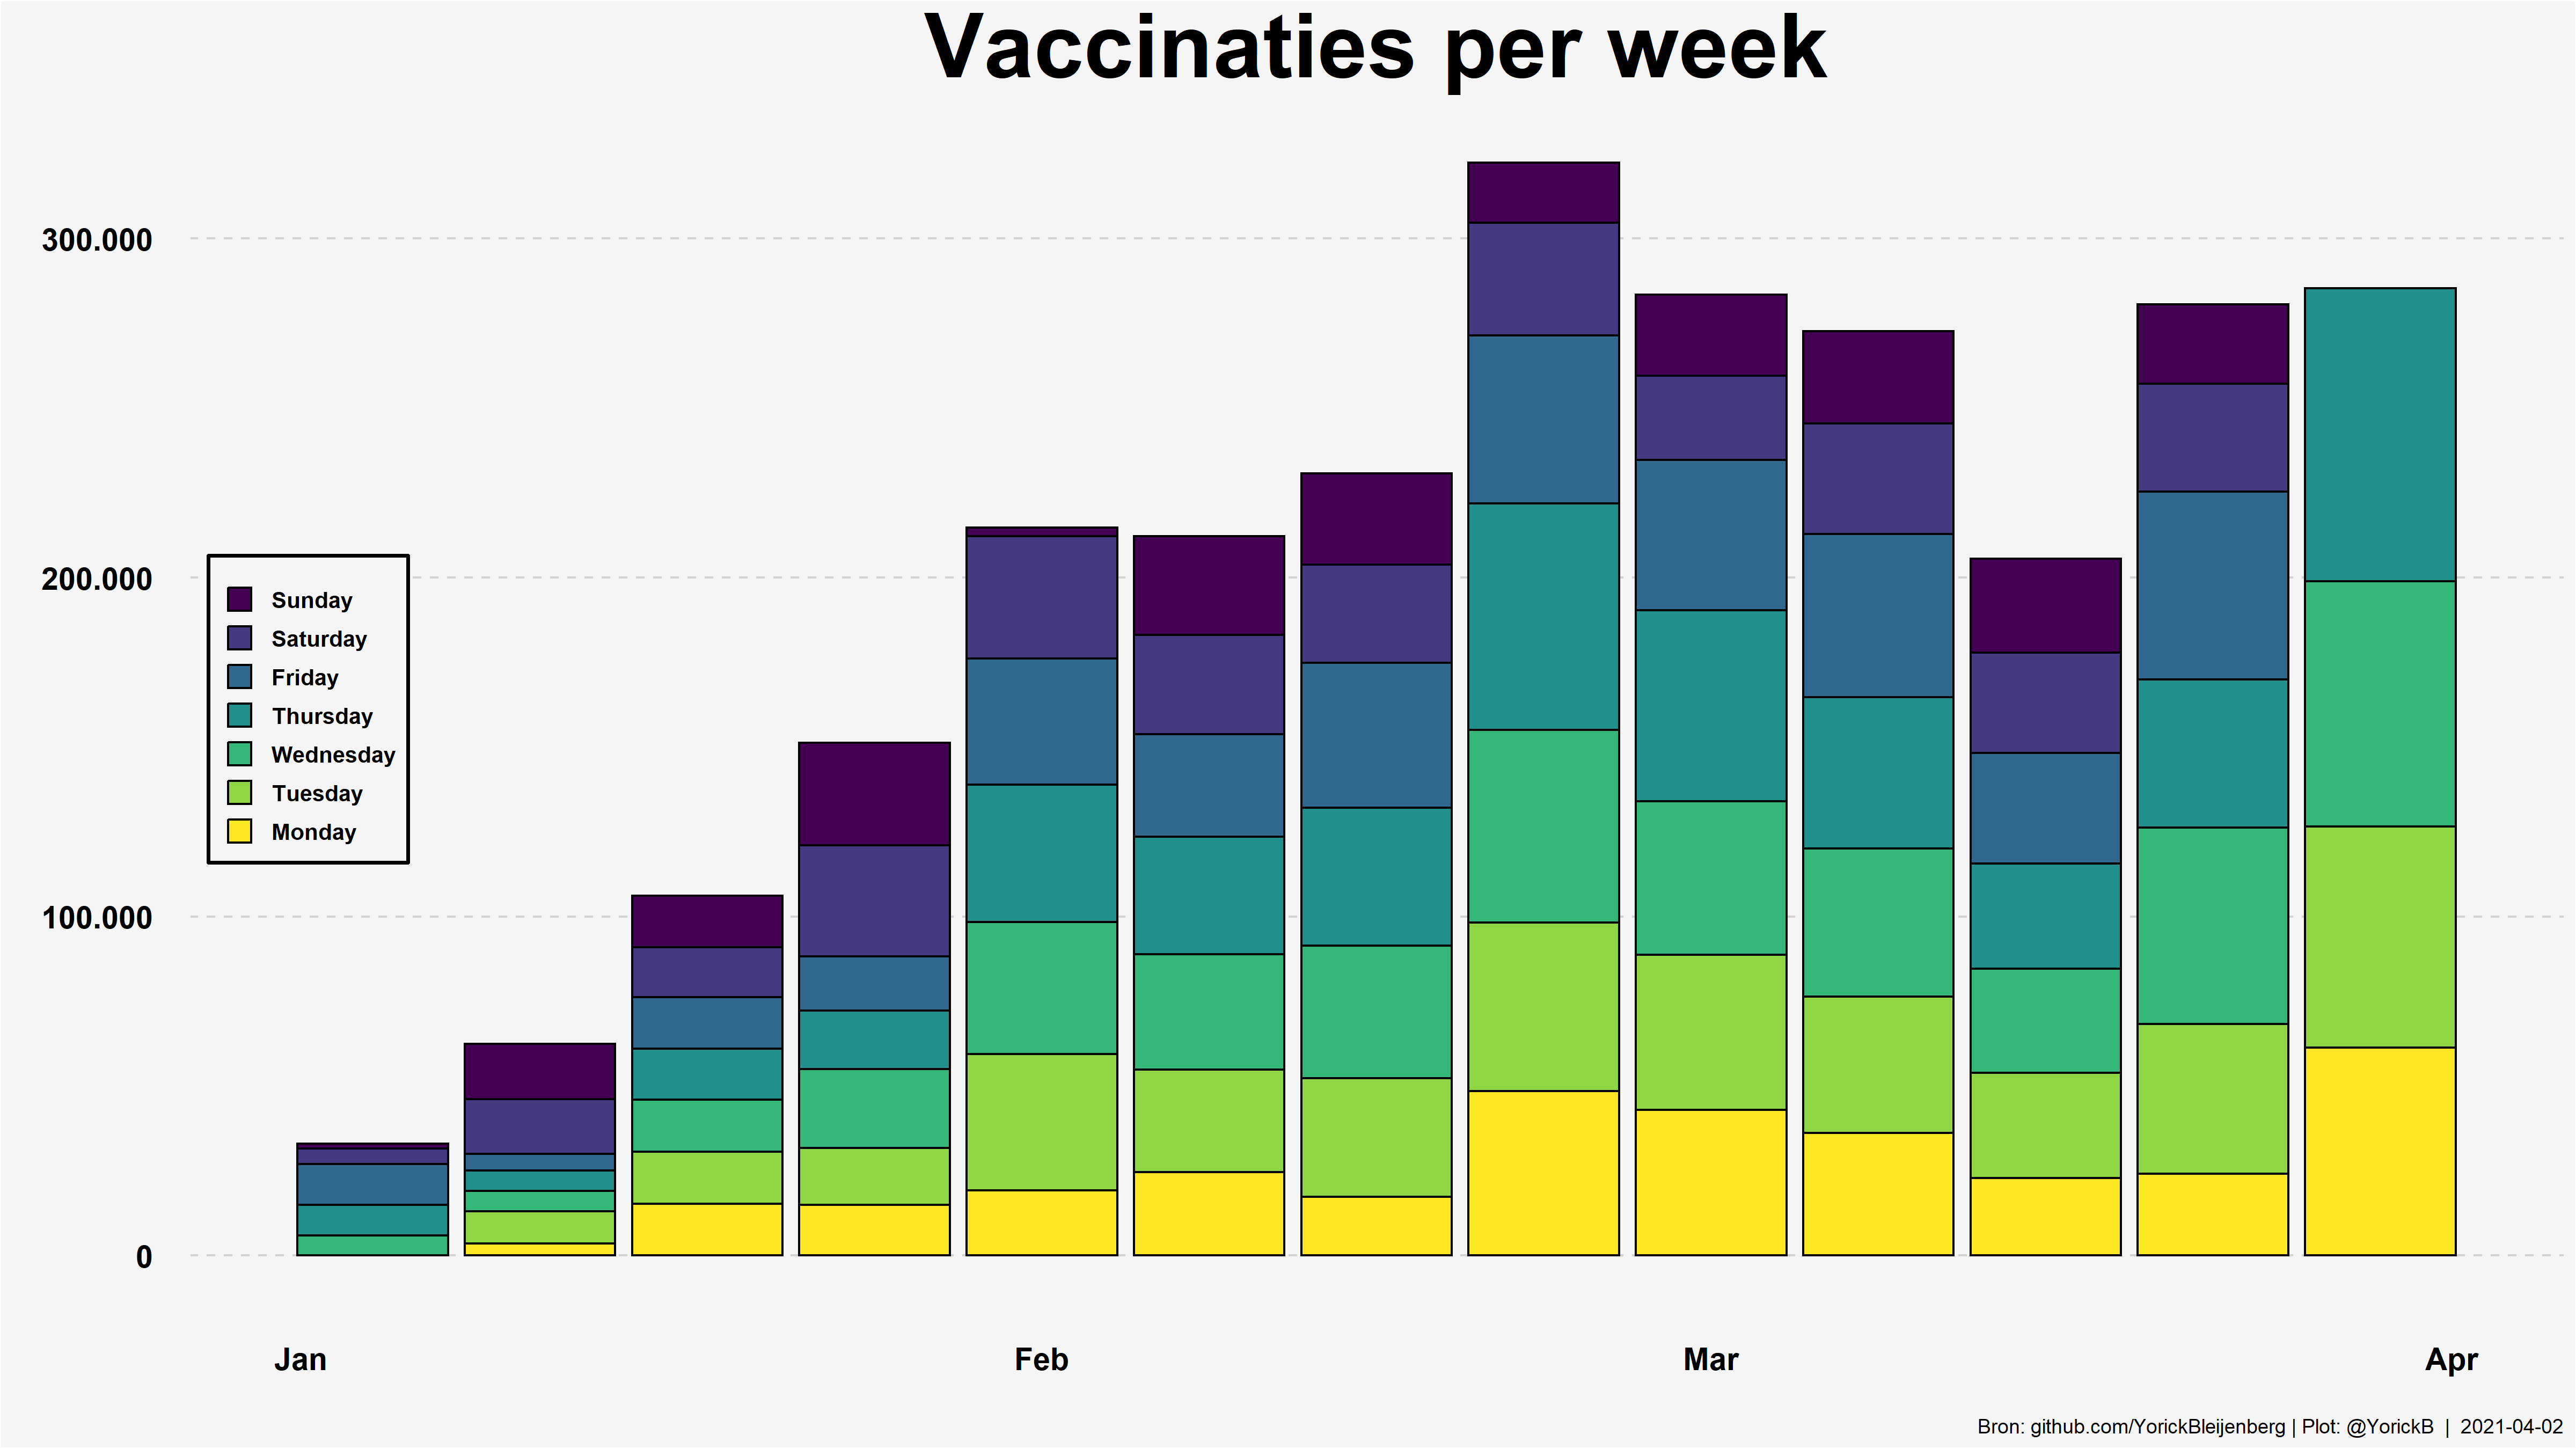 Vaccinaties per week
300.000
200.000
100.000
0
Sunday
Saturday
Friday
Thursday
Wednesday
Tuesday
Monday
Jan Feb Mar Apr
Bron: github.com/YorickBleijenberg | Plot: @YorickB | 2021-04-02